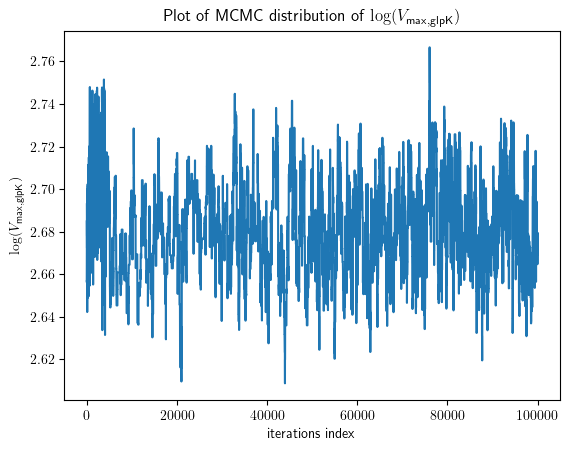 Plot of MCMC distribution of log(V_max,glpK)
log(V_max,glpK)
2.76
2.74
2.72
2.70
2.68
2.66
2.64
2.62
0 20000 40000 60000 80000 100000
iterations index